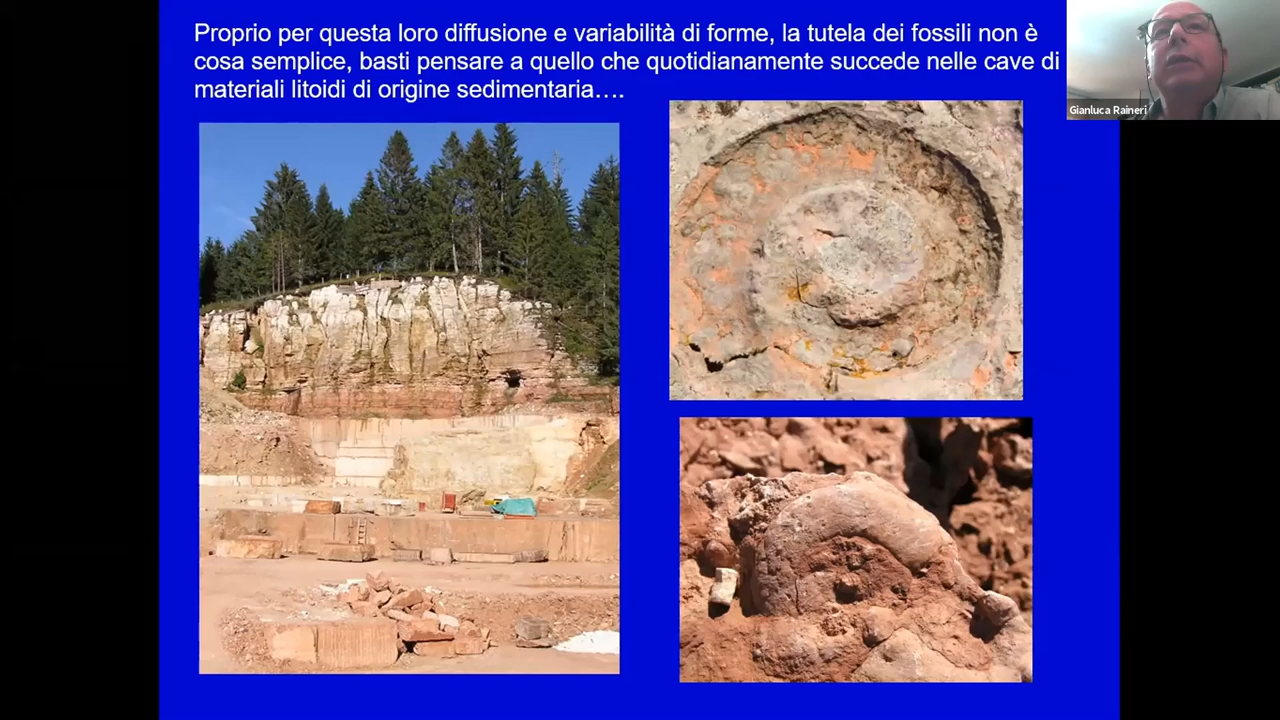 Proprio per questa loro diffusione e variabilità di forme, la tutela dei fossili non è
cosa semplice, basti pensare a quello che quotidianamente succede nelle cave di
materiali litoidi di origine sedimentaria….
Gianluca Raineri